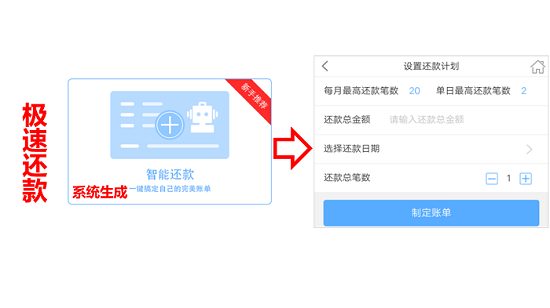 极速还款
新手推荐
智能还款
系统生成
一键搞定自己的完美账单
设置还款计划
每月最高还款笔数 20 单日最高还款笔数 2
还款总金额 请输入还款总金额
选择还款日期
还款总笔数 1
制定账单